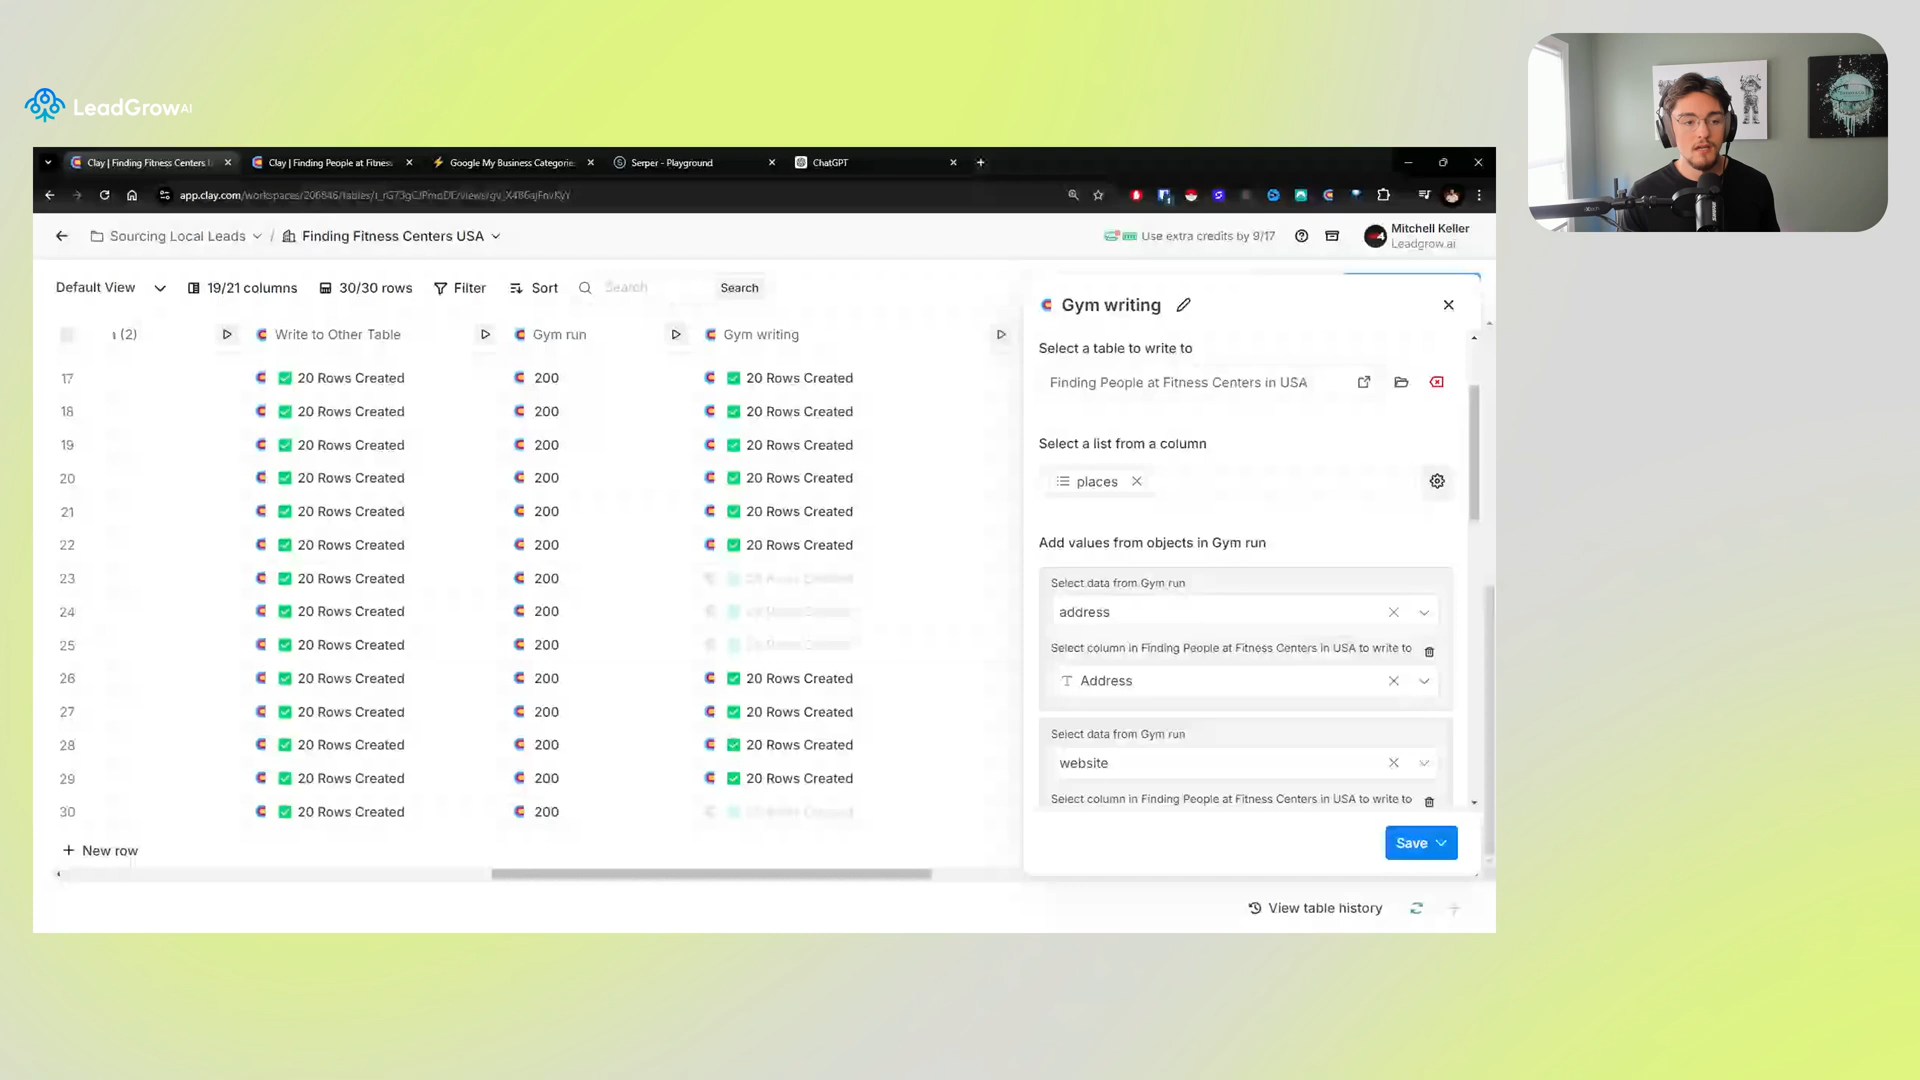 LeadGrow AI
Clay | Finding Fitness Centers
Clay | Finding People at Fitness
Google My Business Categories
Serper - Playground
ChatGPT
Sourcing Local Leads / Finding Fitness Centers USA
Use extra credits by 9/17
Mitchell Keller
Leadgrow.ai
Default View
19/21 columns
30/30 rows
Filter
Sort
Search
Search
(2)
Write to Other Table
Gym run
Gym writing
17 20 Rows Created 200 20 Rows Created
18 20 Rows Created 200 20 Rows Created
19 20 Rows Created 200 20 Rows Created
20 20 Rows Created 200 20 Rows Created
21 20 Rows Created 200 20 Rows Created
22 20 Rows Created 200 20 Rows Created
23 20 Rows Created 200
24 20 Rows Created 200
25 20 Rows Created 200
26 20 Rows Created 200 20 Rows Created
27 20 Rows Created 200 20 Rows Created
28 20 Rows Created 200 20 Rows Created
29 20 Rows Created 200 20 Rows Created
30 20 Rows Created 200
+ New row
Gym writing
Select a table to write to
Finding People at Fitness Centers in USA
Select a list from a column
places
Add values from objects in Gym run
Select data from Gym run
address
Select column in Finding People at Fitness Centers in USA to write to
Address
Select data from Gym run
website
Select column in Finding People at Fitness Centers in USA to write to
Save
View table history